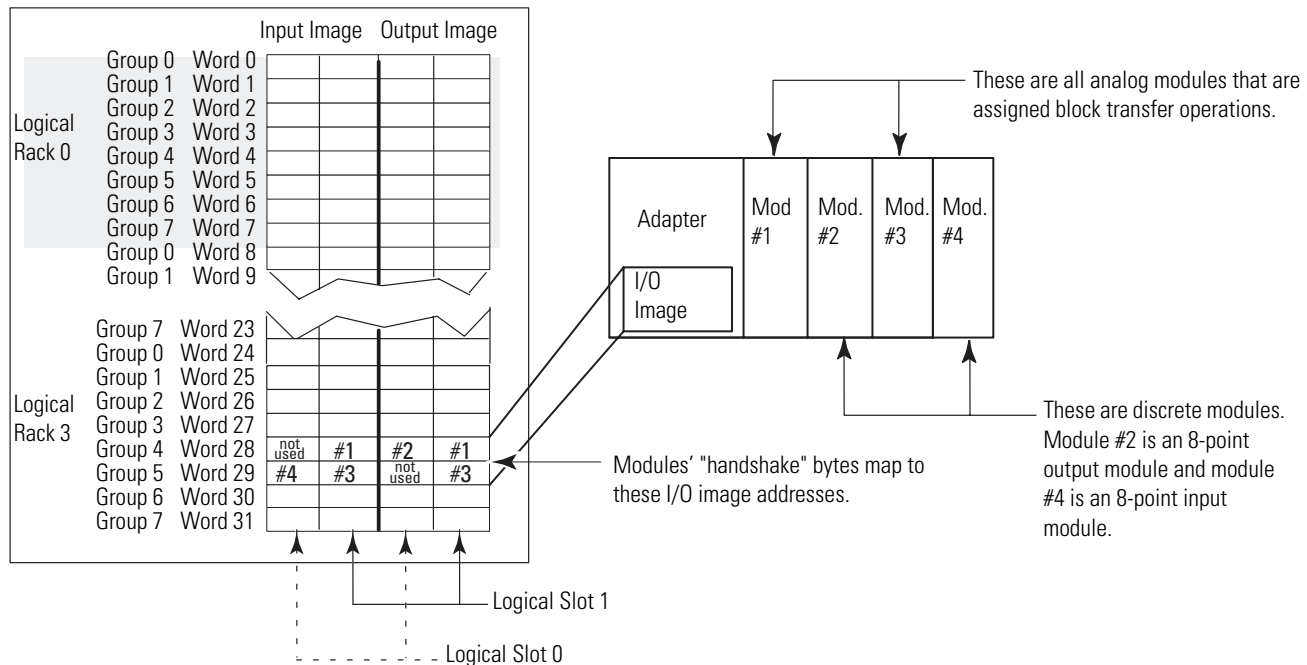 Input Image Output Image
Group 0 Word 0
Group 1 Word 1
Group 2 Word 2
Group 3 Word 3
Group 4 Word 4
Group 5 Word 5
Group 6 Word 6
Group 7 Word 7
Group 0 Word 8
Group 1 Word 9
Logical
Rack 0
Group 7 Word 23
Group 0 Word 24
Group 1 Word 25
Group 2 Word 26
Group 3 Word 27
Group 4 Word 28 not used #1 #2 #1
Group 5 Word 29 #4 #3 not used #3
Group 6 Word 30
Group 7 Word 31
Logical
Rack 3
Logical Slot 1
Logical Slot 0
These are all analog modules that are
assigned block transfer operations.
Adapter
I/O
Image
Mod
#1
Mod.
#2
Mod.
#3
Mod.
#4
Modules' "handshake" bytes map to
these I/O image addresses.
These are discrete modules.
Module #2 is an 8-point
output module and module
#4 is an 8-point input
module.